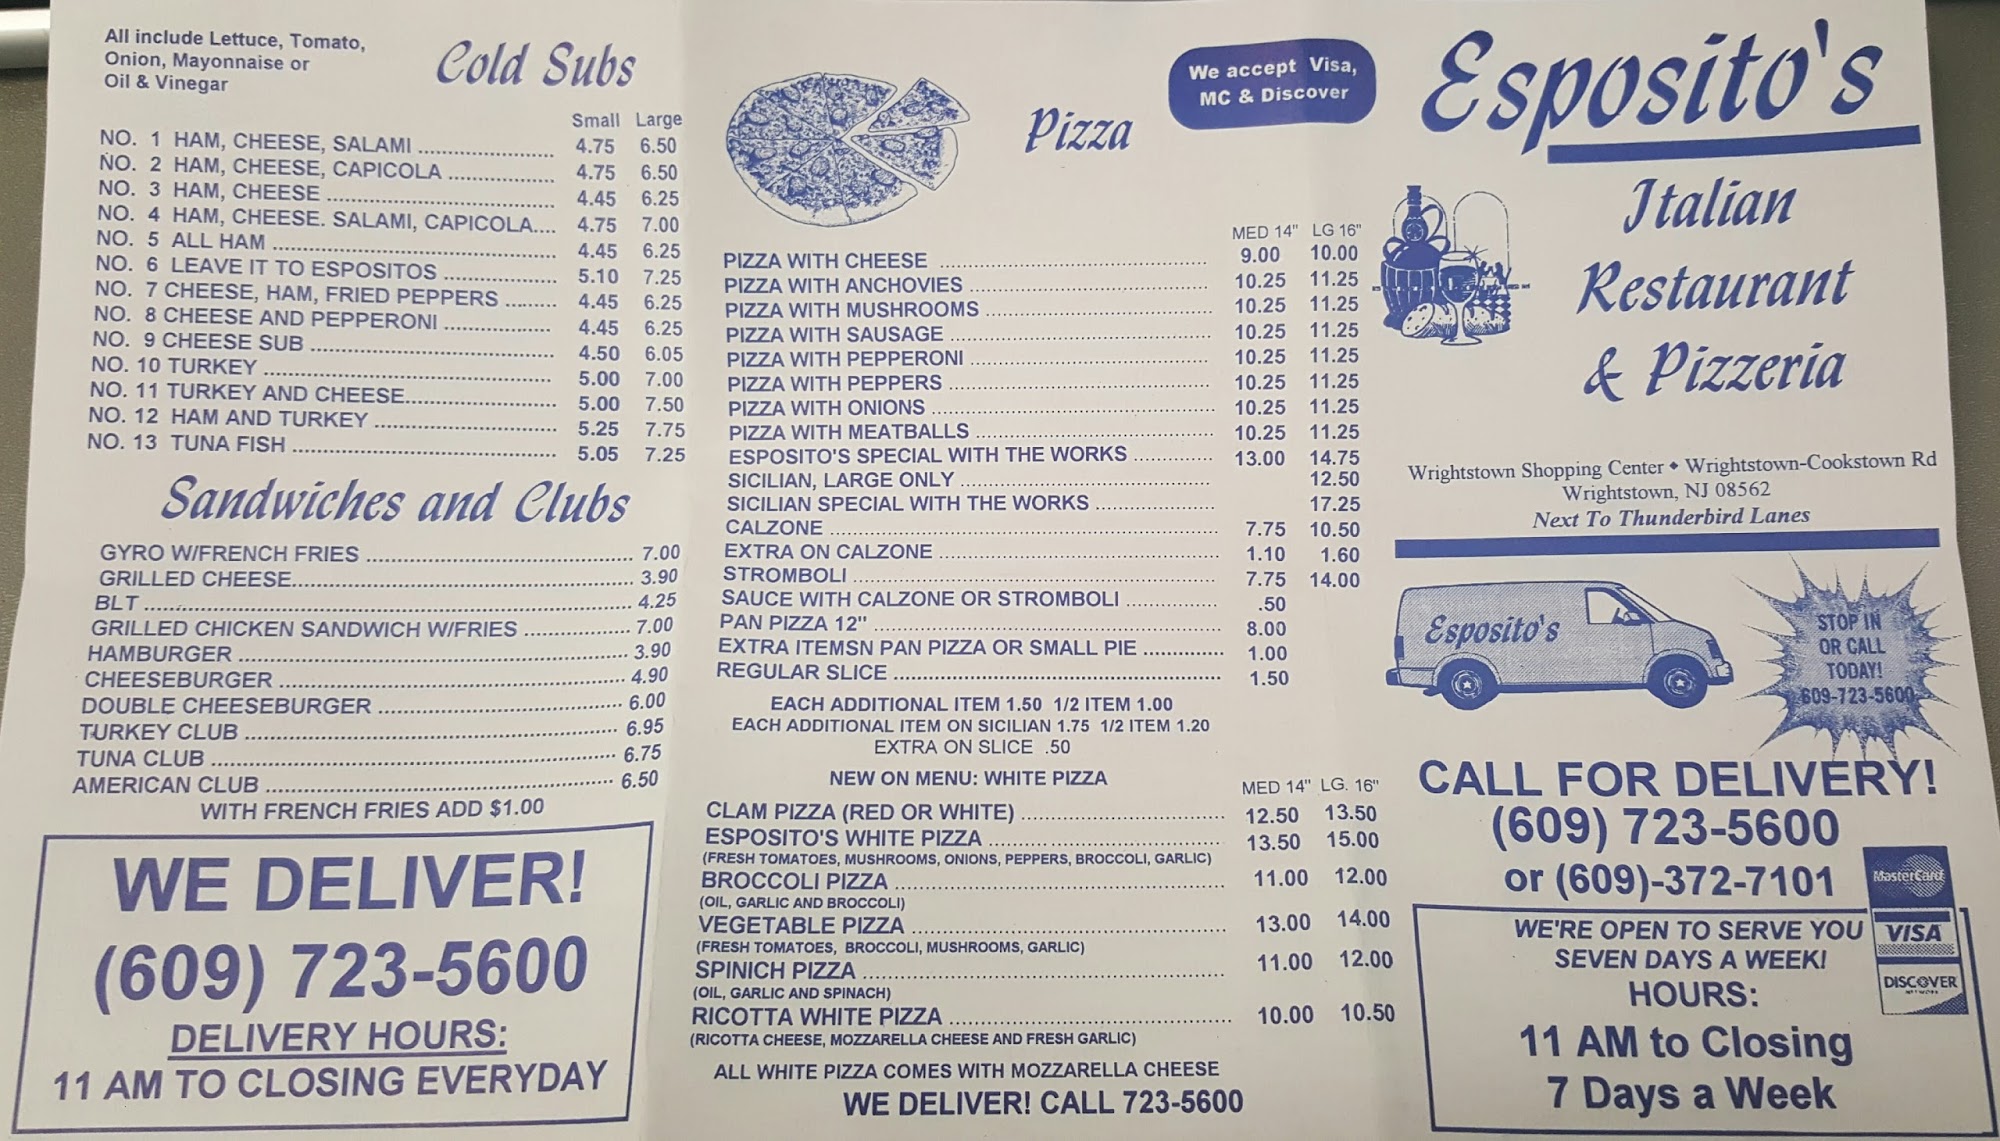 All include Lettuce, Tomato,
Onion, Mayonnaise or
Oil & Vinegar
Cold Subs
Small Large
NO. 1 HAM, CHEESE, SALAMI 4.75 6.50
NO. 2 HAM, CHEESE, CAPICOLA 4.75 6.50
NO. 3 HAM, CHEESE 4.45 6.25
NO. 4 HAM, CHEESE. SALAMI, CAPICOLA.... 4.75 7.00
NO. 5 ALL HAM 4.45 6.25
NO. 6 LEAVE IT TO ESPOSITOS 5.10 7.25
NO. 7 CHEESE, HAM, FRIED PEPPERS 4.45 6.25
NO. 8 CHEESE AND PEPPERONI 4.45 6.25
NO. 9 CHEESE SUB 4.50 6.05
NO. 10 TURKEY 5.00 7.00
NO. 11 TURKEY AND CHEESE 5.00 7.50
NO. 12 HAM AND TURKEY 5.25 7.75
NO. 13 TUNA FISH 5.05 7.25
Sandwiches and Clubs
GYRO W/FRENCH FRIES 7.00
GRILLED CHEESE 3.90
BLT 4.25
GRILLED CHICKEN SANDWICH W/FRIES 7.00
HAMBURGER 3.90
CHEESEBURGER 4.90
DOUBLE CHEESEBURGER 6.00
TURKEY CLUB 6.95
TUNA CLUB 6.75
AMERICAN CLUB 6.50
WITH FRENCH FRIES ADD $1.00
WE DELIVER!
(609) 723-5600
DELIVERY HOURS:
11 AM TO CLOSING EVERYDAY
Pizza
We accept Visa,
MC & Discover
MED 14" LG 16"
PIZZA WITH CHEESE 9.00 10.00
PIZZA WITH ANCHOVIES 10.25 11.25
PIZZA WITH MUSHROOMS 10.25 11.25
PIZZA WITH SAUSAGE 10.25 11.25
PIZZA WITH PEPPERONI 10.25 11.25
PIZZA WITH PEPPERS 10.25 11.25
PIZZA WITH ONIONS 10.25 11.25
PIZZA WITH MEATBALLS 10.25 11.25
ESPOSITO'S SPECIAL WITH THE WORKS 13.00 14.75
SICILIAN, LARGE ONLY 12.50
SICILIAN SPECIAL WITH THE WORKS 17.25
CALZONE 7.75 10.50
EXTRA ON CALZONE 1.10 1.60
STROMBOLI 7.75 14.00
SAUCE WITH CALZONE OR STROMBOLI .50
PAN PIZZA 12" 8.00
EXTRA ITEMSN PAN PIZZA OR SMALL PIE 1.00
REGULAR SLICE 1.50
EACH ADDITIONAL ITEM 1.50 1/2 ITEM 1.00
EACH ADDITIONAL ITEM ON SICILIAN 1.75 1/2 ITEM 1.20
EXTRA ON SLICE .50
NEW ON MENU: WHITE PIZZA
MED 14" LG. 16"
CLAM PIZZA (RED OR WHITE) 12.50 13.50
ESPOSITO'S WHITE PIZZA 13.50 15.00
(FRESH TOMATOES, MUSHROOMS, ONIONS, PEPPERS, BROCCOLI, GARLIC)
BROCCOLI PIZZA 11.00 12.00
(OIL, GARLIC AND BROCCOLI)
VEGETABLE PIZZA 13.00 14.00
(FRESH TOMATOES, BROCCOLI, MUSHROOMS, GARLIC)
SPINICH PIZZA 11.00 12.00
(OIL, GARLIC AND SPINACH)
RICOTTA WHITE PIZZA 10.00 10.50
(RICOTTA CHEESE, MOZZARELLA CHEESE AND FRESH GARLIC)
ALL WHITE PIZZA COMES WITH MOZZARELLA CHEESE
WE DELIVER! CALL 723-5600
Esposito's
Italian
Restaurant
& Pizzeria
Wrightstown Shopping Center ♦ Wrightstown-Cookstown Rd
Wrightstown, NJ 08562
Next To Thunderbird Lanes
Esposito's
STOP IN
OR CALL
TODAY!
609-723-5600
CALL FOR DELIVERY!
(609) 723-5600
or (609)-372-7101
MasterCard
VISA
DISCOVER
NETWORK
WE'RE OPEN TO SERVE YOU
SEVEN DAYS A WEEK!
HOURS:
11 AM to Closing
7 Days a Week